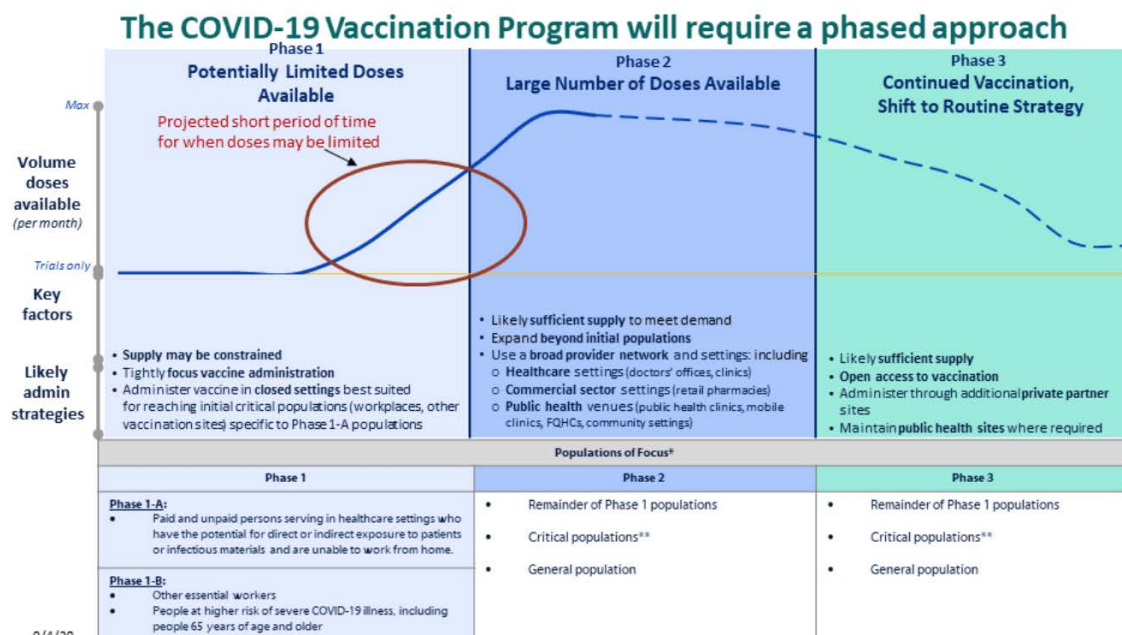 The COVID-19 Vaccination Program will require a phased approach
Phase 1
Potentially Limited Doses
Available
Projected short period of time
for when doses may be limited
Phase 2
Large Number of Doses Available
Phase 3
Continued Vaccination,
Shift to Routine Strategy
Max
Volume
doses
available
(per month)
Trials only
Key
factors
Likely
admin
strategies
• Supply may be constrained
• Tightly focus vaccine administration
• Administer vaccine in closed settings best suited
for reaching initial critical populations (workplaces, other
vaccination sites) specific to Phase 1-A populations
• Likely sufficient supply to meet demand
• Expand beyond initial populations
• Use a broad provider network and settings: including
o Healthcare settings (doctors' offices, clinics)
o Commercial sector settings (retail pharmacies)
o Public health venues (public health clinics, mobile
clinics, FQHCs, community settings)
• Likely sufficient supply
• Open access to vaccination
• Administer through additional private partner
sites
• Maintain public health sites where required
Populations of Focus*
Phase 1
Phase 2
Phase 3
Phase 1-A:
• Paid and unpaid persons serving in healthcare settings who
have the potential for direct or indirect exposure to patients
or infectious materials and are unable to work from home.
Phase 1-B:
• Other essential workers
• People at higher risk of severe COVID-19 illness, including
people 65 years of age and older
• Remainder of Phase 1 populations
• Critical populations**
• General population
• Remainder of Phase 1 populations
• Critical populations**
• General population